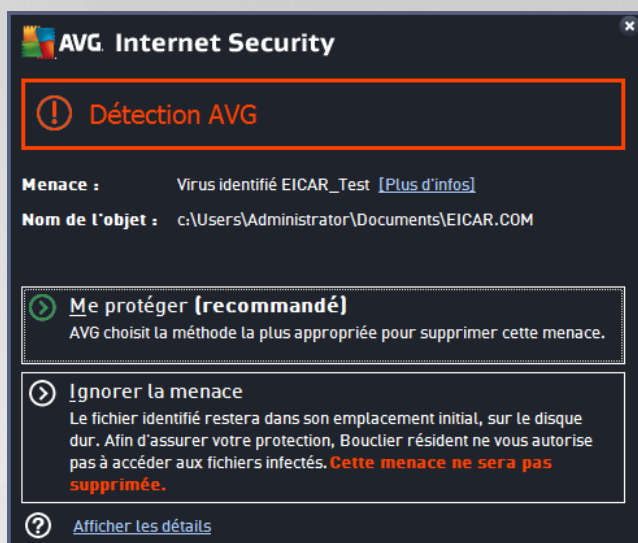 AVG. Internet Security
Détection AVG
Menace : Virus identifié EICAR_Test [Plus d'infos]
Nom de l'objet : c:\Users\Administrator\Documents\EICAR.COM
Me protéger (recommandé)
AVG choisit la méthode la plus appropriée pour supprimer cette menace.
Ignorer la menace
Le fichier identifié restera dans son emplacement initial, sur le disque
dur. Afin d'assurer votre protection, Bouclier résident ne vous autorise
pas à accéder aux fichiers infectés. Cette menace ne sera pas
supprimée.
Afficher les détails